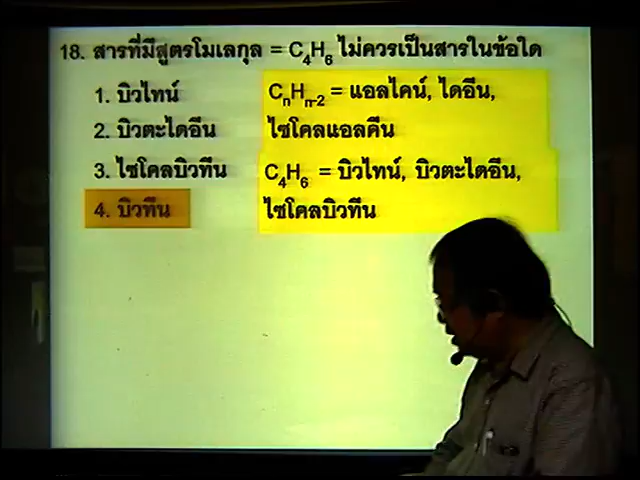 18. สารที่มีสูตรโมเลกุล = C₄H₆ ไม่ควรเป็นสารในข้อใด
1. บิวไทน์
2. บิวตะไดอีน
3. ไซโคลบิวทีน
4. บิวทีน
CₙHₙ₋₂ = แอลไคน์, ไดอีน,
ไซโคลแอลคีน
C₄H₆ = บิวไทน์, บิวตะไดอีน,
ไซโคลบิวทีน